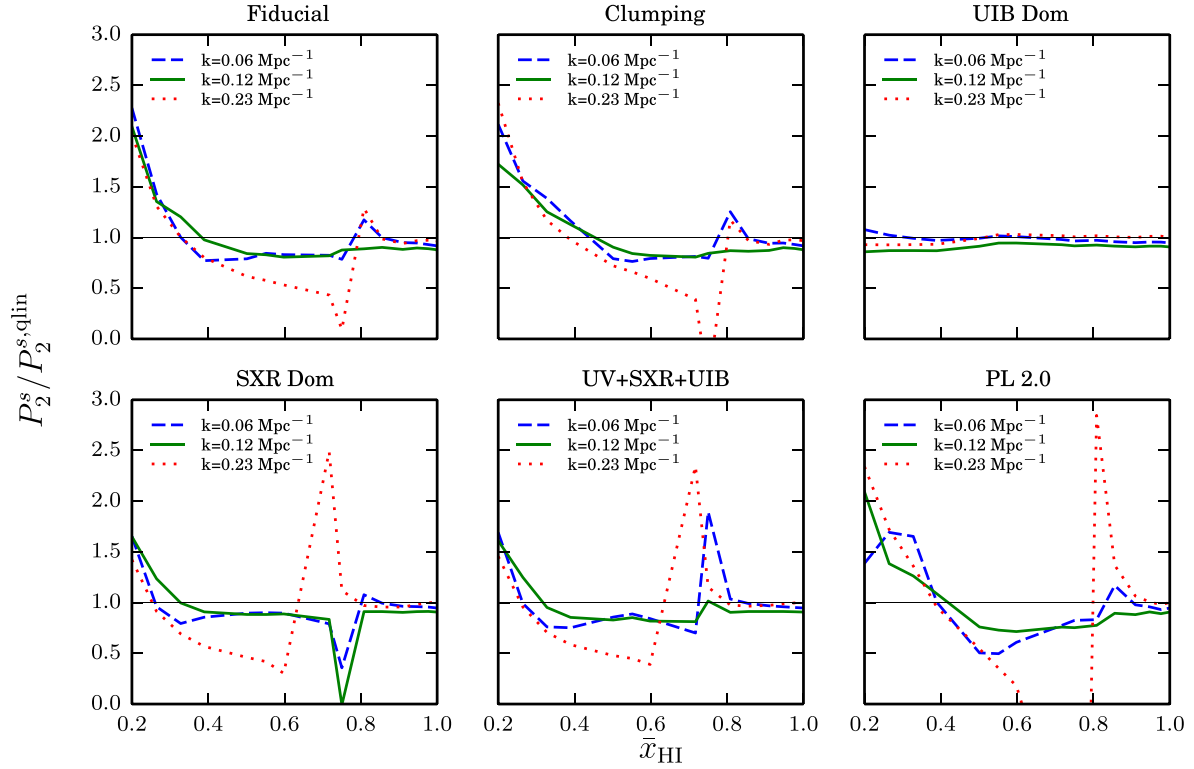 Fiducial
Clumping
UIB Dom
3.0
2.5
2.0
1.5
1.0
0.5
0.0
k=0.06 Mpc⁻¹
k=0.12 Mpc⁻¹
k=0.23 Mpc⁻¹
k=0.06 Mpc⁻¹
k=0.12 Mpc⁻¹
k=0.23 Mpc⁻¹
k=0.06 Mpc⁻¹
k=0.12 Mpc⁻¹
k=0.23 Mpc⁻¹
P₂ˢ/P₂ˢ,qlin
SXR Dom
UV+SXR+UIB
PL 2.0
3.0
2.5
2.0
1.5
1.0
0.5
0.0
k=0.06 Mpc⁻¹
k=0.12 Mpc⁻¹
k=0.23 Mpc⁻¹
k=0.06 Mpc⁻¹
k=0.12 Mpc⁻¹
k=0.23 Mpc⁻¹
k=0.06 Mpc⁻¹
k=0.12 Mpc⁻¹
k=0.23 Mpc⁻¹
0.2 0.4 0.6 0.8 1.0
0.2 0.4 0.6 0.8 1.0
0.2 0.4 0.6 0.8 1.0
x̄HI